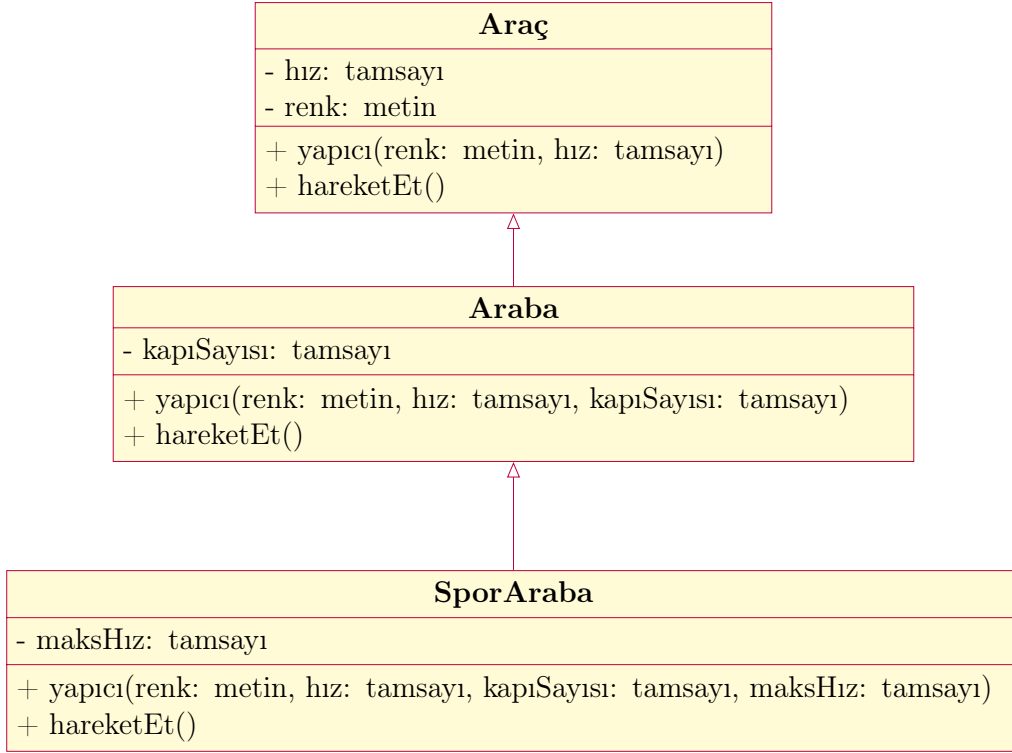 Araç
- hız: tamsayı
- renk: metin
+ yapıcı(renk: metin, hız: tamsayı)
+ hareketEt()
Araba
- kapıSayısı: tamsayı
+ yapıcı(renk: metin, hız: tamsayı, kapıSayısı: tamsayı)
+ hareketEt()
SporAraba
- maksHız: tamsayı
+ yapıcı(renk: metin, hız: tamsayı, kapıSayısı: tamsayı, maksHız: tamsayı)
+ hareketEt()